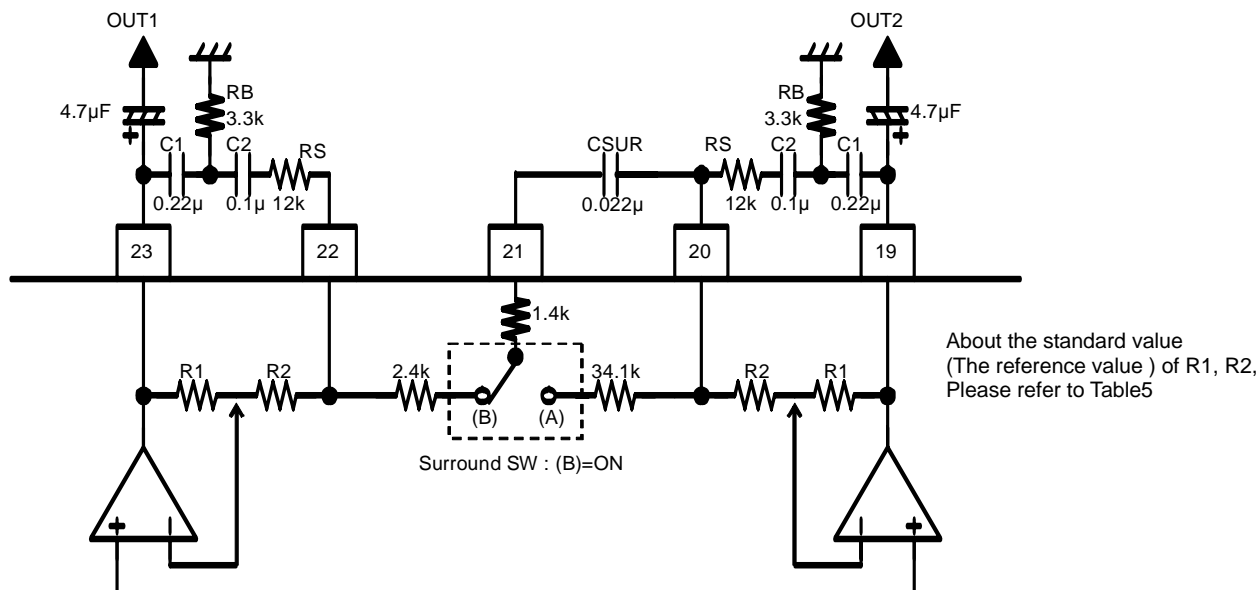 OUT1
OUT2
RB
3.3k
4.7µF
C1
C2
RS
0.22µ
0.1µ
12k
CSUR
0.022µ
RB
3.3k
4.7µF
RS
C2
C1
12k
0.1µ
0.22µ
23
22
21
20
19
1.4k
R1
R2
2.4k
34.1k
R2
R1
(B)
(A)
Surround SW : (B)=ON
About the standard value
(The reference value ) of R1, R2,
Please refer to Table5